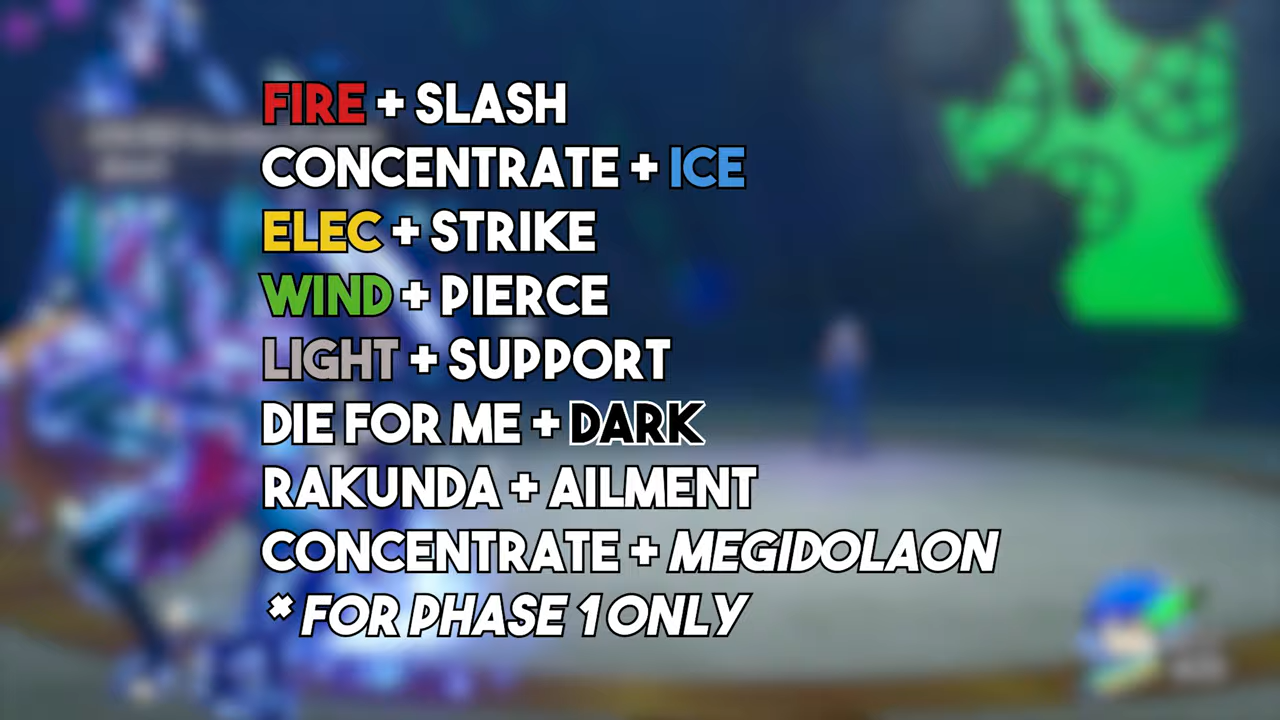 FIRE + SLASH
CONCENTRATE + ICE
ELEC + STRIKE
WIND + PIERCE
LIGHT + SUPPORT
DIE FOR ME + DARK
RAKUNDA + AILMENT
CONCENTRATE + MEGIDOLAON
* FOR PHASE 1 ONLY